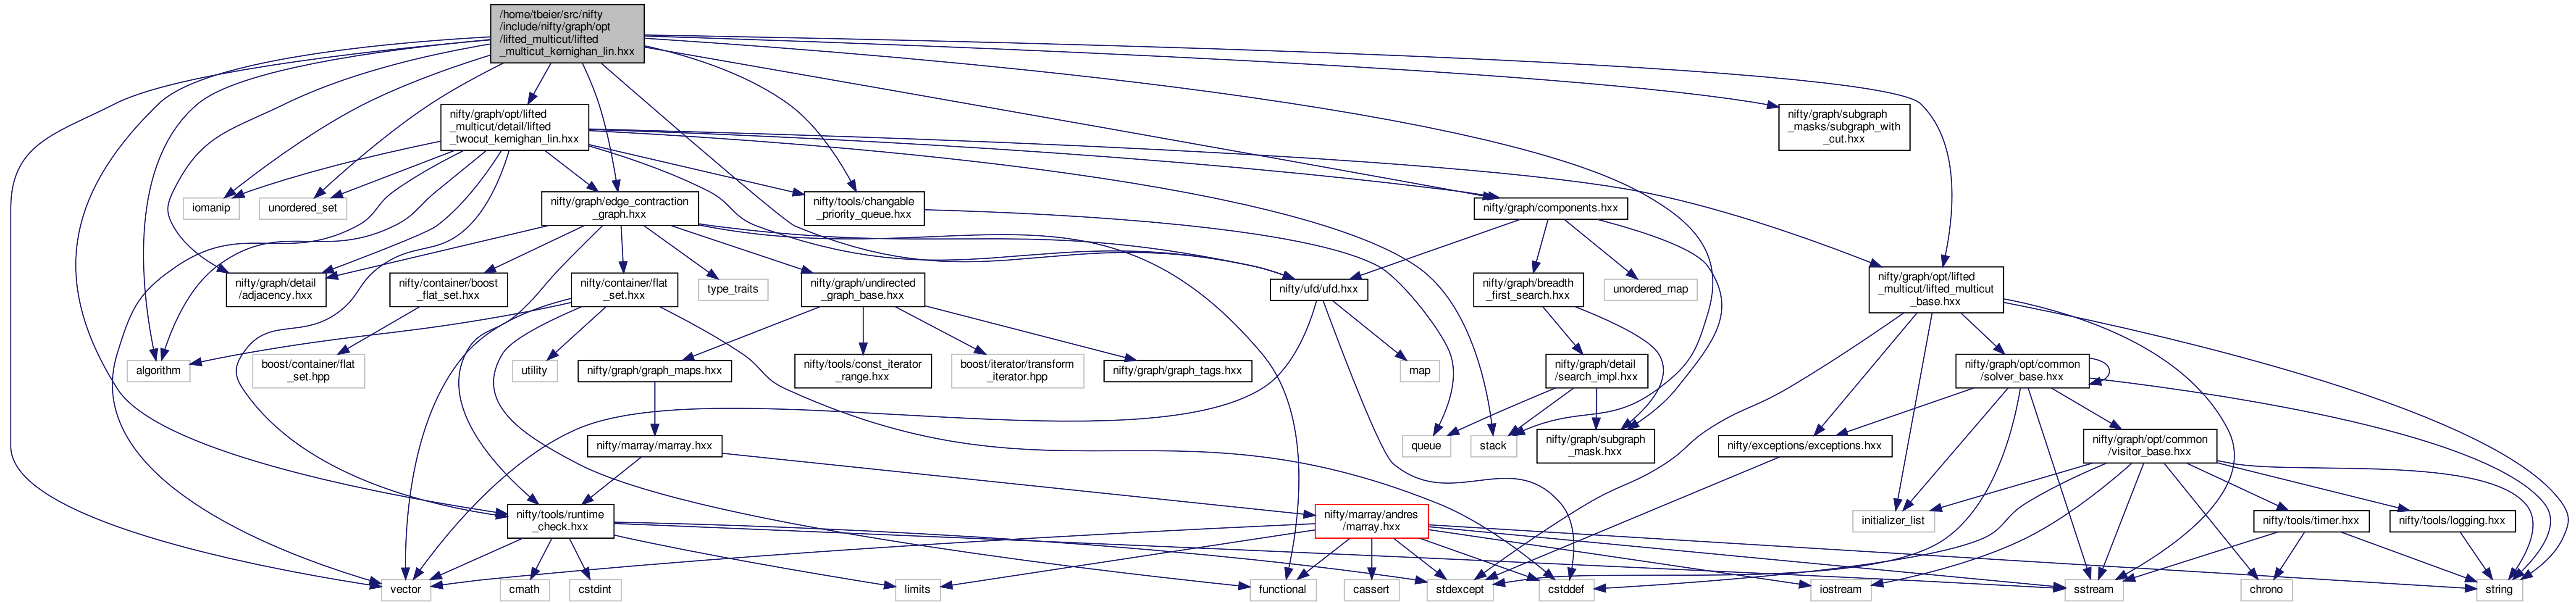 /home/tbeier/src/nifty
/include/nifty/graph/opt
/lifted_multicut/lifted
_multicut_kernighan_lin.hxx
nifty/graph/opt/lifted
_multicut/detail/lifted
_twocut_kernighan_lin.hxx
nifty/graph/subgraph
_masks/subgraph_with
_cut.hxx
iomanip
unordered_set
nifty/graph/edge_contraction
_graph.hxx
nifty/tools/changable
_priority_queue.hxx
nifty/graph/components.hxx
nifty/graph/detail
/adjacency.hxx
nifty/container/boost
_flat_set.hxx
nifty/container/flat
_set.hxx
type_traits
nifty/graph/undirected
_graph_base.hxx
nifty/ufd/ufd.hxx
nifty/graph/breadth
_first_search.hxx
unordered_map
nifty/graph/opt/lifted
_multicut/lifted_multicut
_base.hxx
algorithm
boost/container/flat
_set.hpp
utility
nifty/graph/graph_maps.hxx
nifty/tools/const_iterator
_range.hxx
boost/iterator/transform
_iterator.hpp
nifty/graph/graph_tags.hxx
map
nifty/graph/detail
/search_impl.hxx
nifty/graph/opt/common
/solver_base.hxx
nifty/marray/marray.hxx
queue
stack
nifty/graph/subgraph
_mask.hxx
nifty/exceptions/exceptions.hxx
nifty/graph/opt/common
/visitor_base.hxx
nifty/tools/runtime
_check.hxx
nifty/marray/andres
/marray.hxx
initializer_list
nifty/tools/timer.hxx
nifty/tools/logging.hxx
vector
cmath
cstdint
limits
functional
cassert
stdexcept
cstddef
iostream
sstream
chrono
string